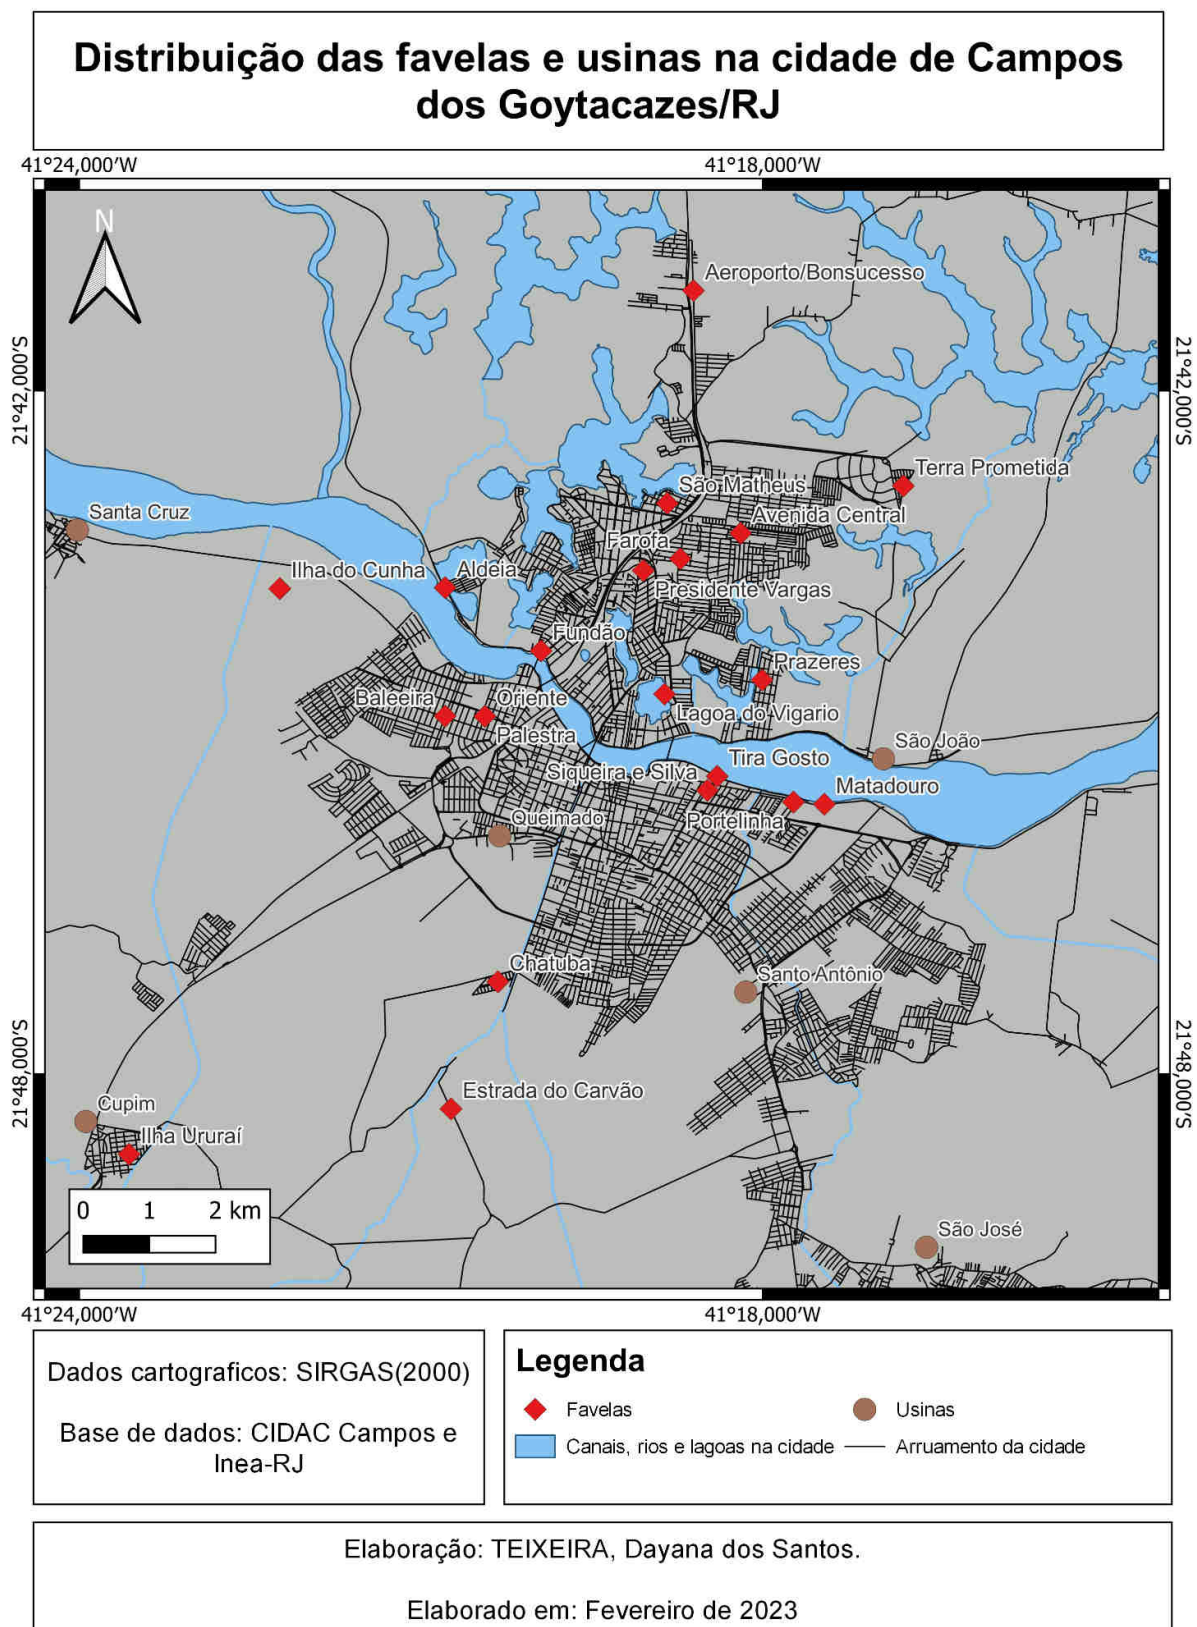 Distribuição das favelas e usinas na cidade de Campos
dos Goytacazes/RJ
41°24,000′W
41°18,000′W
N
Aeroporto/Bonsucesso
21°42,000′S
21°42,000′S
Terra Prometida
São Matheus
Santa Cruz
Avenida Central
Farofa
Ilha do Cunha
Aldeia
Presidente Vargas
Fundão
Prazeres
Baleeira
Oriente
Lagoa do Vigario
Palestra
São João
Tira Gosto
Siqueira e Silva
Matadouro
Queimado
Portelinha
Chatuba
Santo Antônio
21°48,000′S
21°48,000′S
Estrada do Carvão
Cupim
Ilha Ururaí
0 1 2 km
São José
41°24,000′W
41°18,000′W
Dados cartograficos: SIRGAS(2000)
Base de dados: CIDAC Campos e
Inea-RJ
Legenda
Favelas
Usinas
Canais, rios e lagoas na cidade
Arruamento da cidade
Elaboração: TEIXEIRA, Dayana dos Santos.
Elaborado em: Fevereiro de 2023